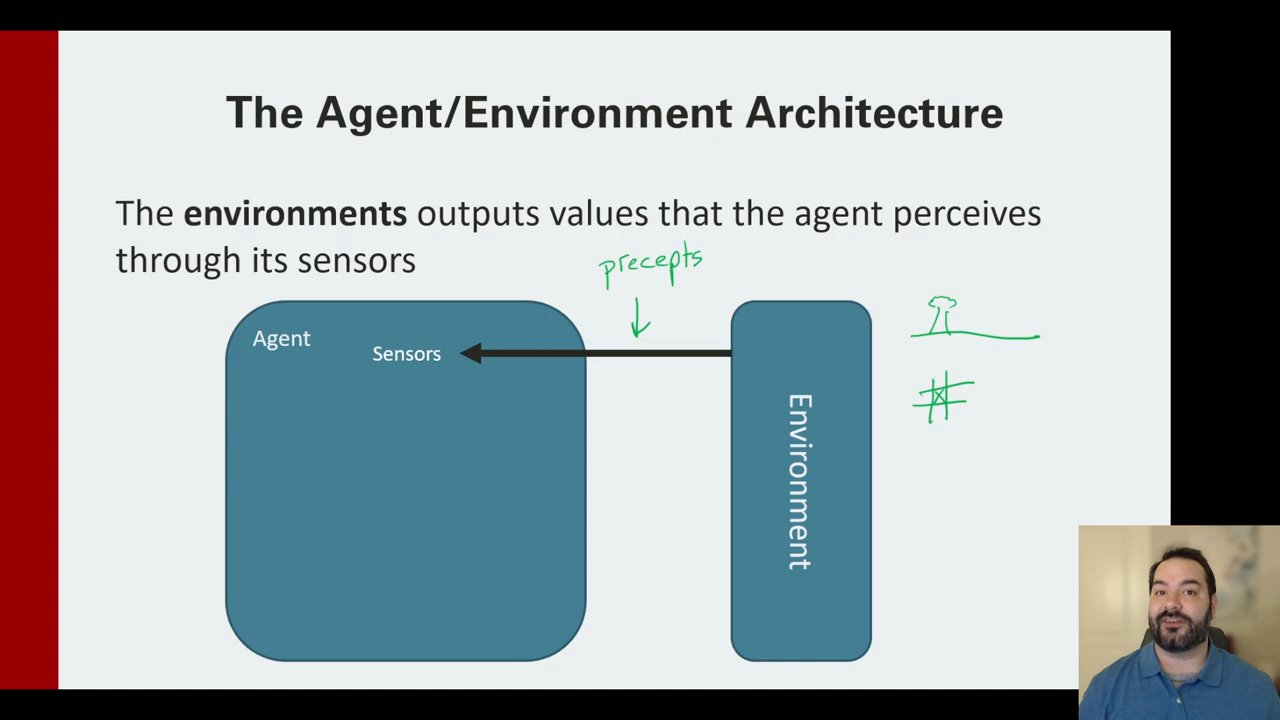 The Agent/Environment Architecture
The environments outputs values that the agent perceives
through its sensors
precepts
Agent
Sensors
Environment